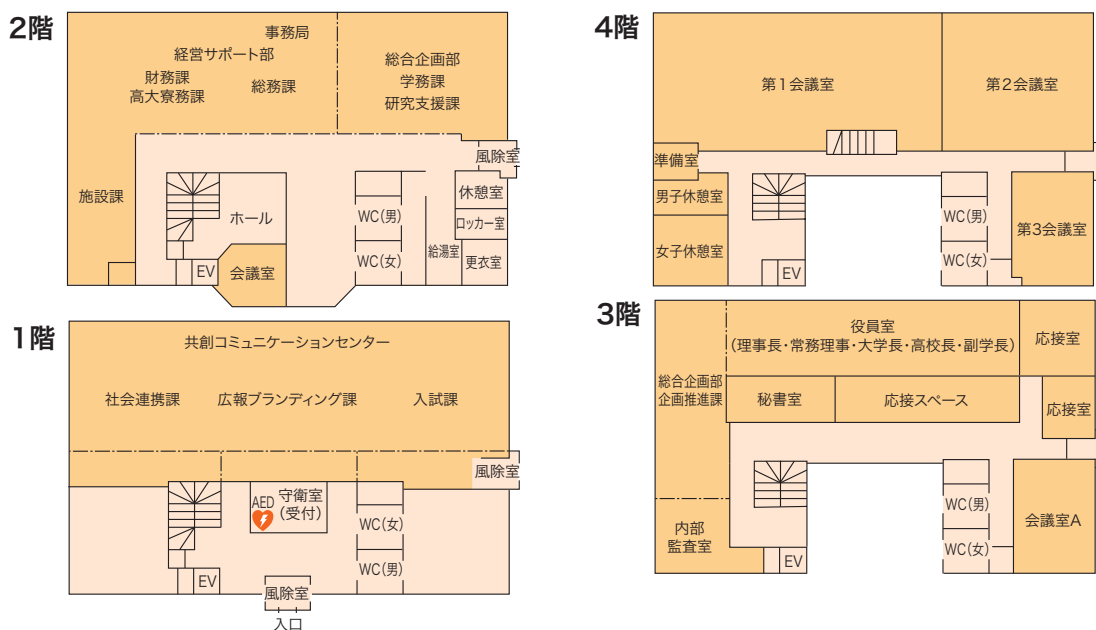 2階
事務局
経営サポート部
財務課
高大寮務課
総務課
総合企画部
学務課
研究支援課
風除室
施設課
ホール
休憩室
WC(男)
ロッカー室
給湯室
WC(女)
更衣室
EV
会議室
4階
第1会議室
第2会議室
準備室
男子休憩室
女子休憩室
WC(男)
第3会議室
WC(女)
EV
1階
共創コミュニケーションセンター
社会連携課
広報ブランディング課
入試課
風除室
AED
守衛室
(受付)
WC(女)
WC(男)
EV
風除室
入口
3階
役員室
(理事長・常務理事・大学長・高校長・副学長)
応接室
総合企画部
企画推進課
秘書室
応接スペース
応接室
WC(男)
会議室A
内部
監査室
WC(女)
EV